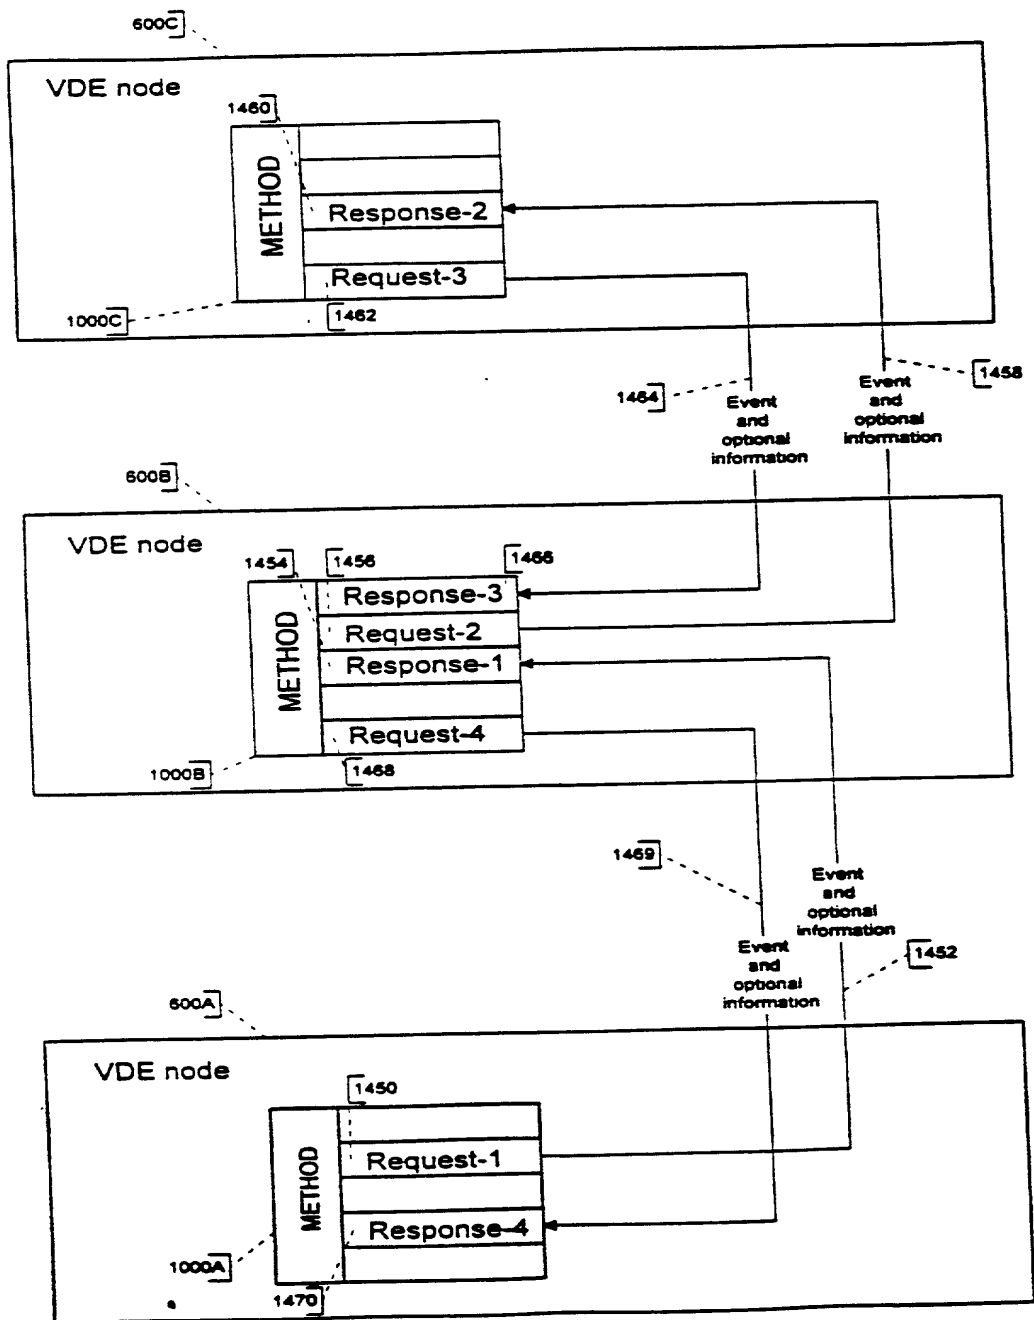 600C
VDE node
1460
METHOD
Response-2
Request-3
1000C
1462
1464
1458
Event
and
optional
information
Event
and
optional
information
600B
VDE node
1454
1456
1466
METHOD
Response-3
Request-2
Response-1
Request-4
1000B
1468
1469
Event
and
optional
information
Event
and
optional
information
1452
600A
VDE node
1450
METHOD
Request-1
Response-4
1000A
1470